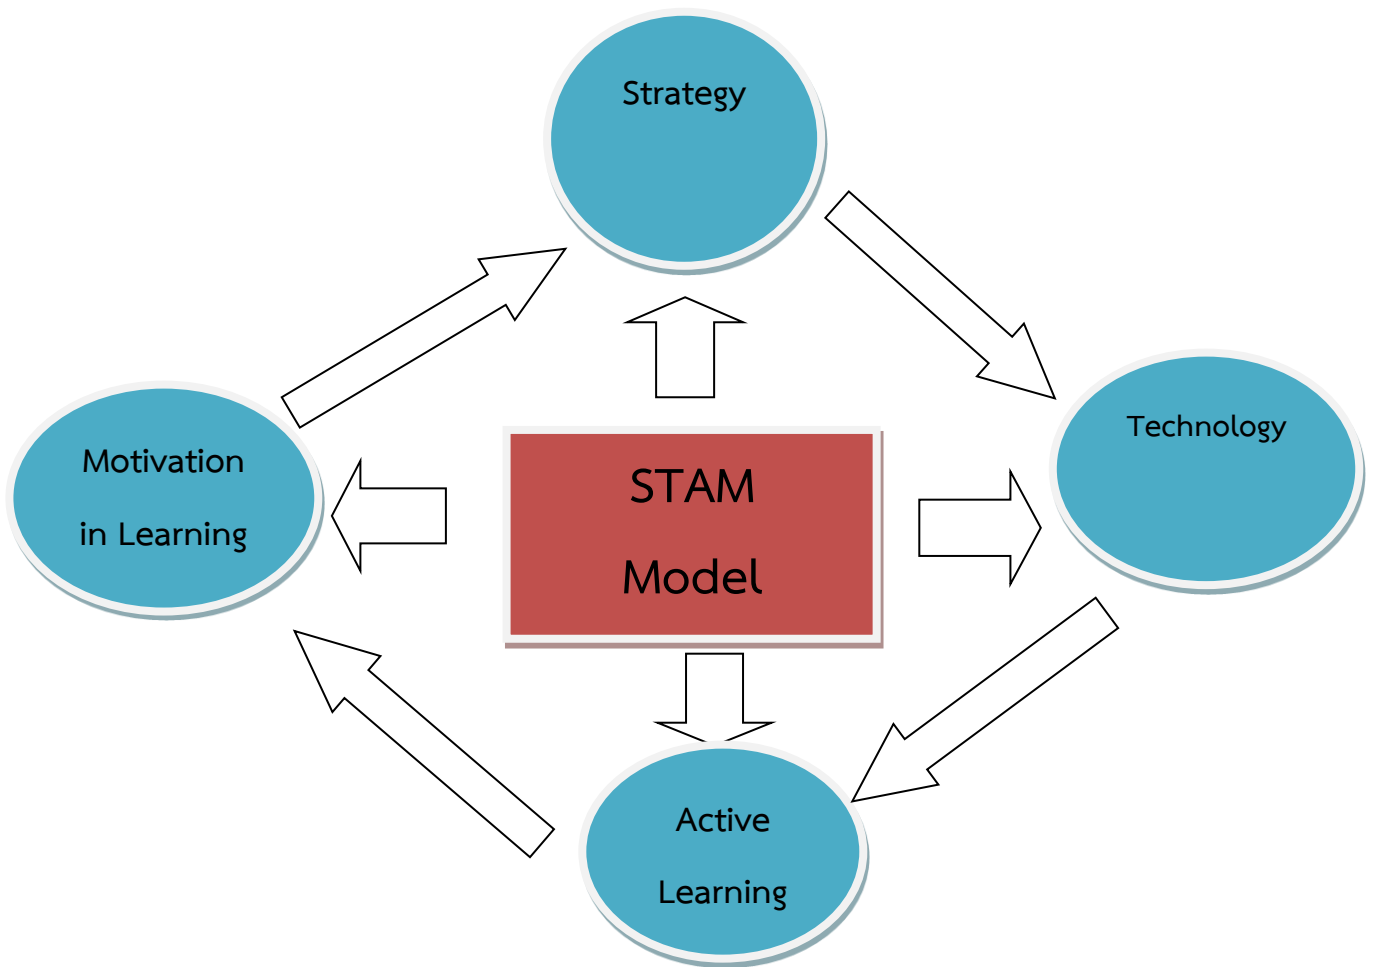 Strategy
Technology
Motivation
in Learning
STAM
Model
Active
Learning